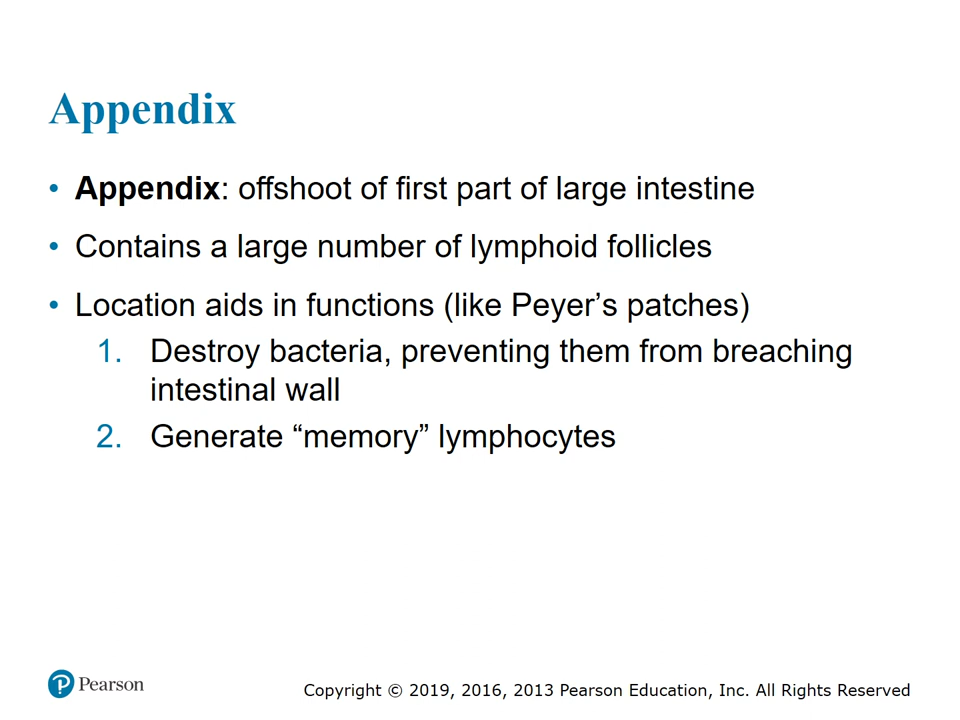 Appendix
• Appendix: offshoot of first part of large intestine
• Contains a large number of lymphoid follicles
• Location aids in functions (like Peyer’s patches)
1. Destroy bacteria, preventing them from breaching
intestinal wall
2. Generate “memory” lymphocytes
Pearson
Copyright © 2019, 2016, 2013 Pearson Education, Inc. All Rights Reserved